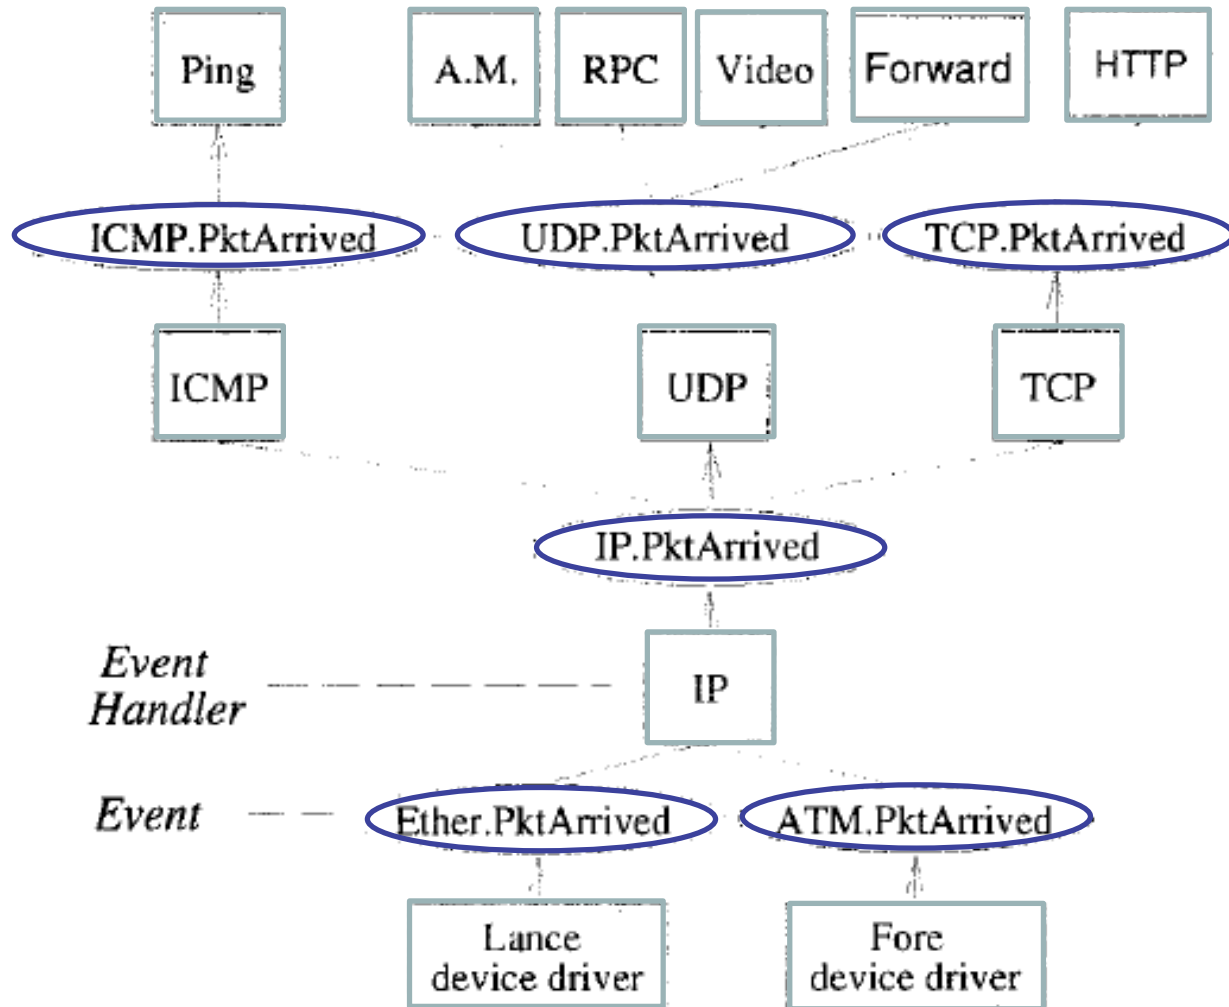 Ping
A.M.
RPC
Video
Forward
HTTP
ICMP.PktArrived
UDP.PktArrived
TCP.PktArrived
ICMP
UDP
TCP
IP.PktArrived
Event
Handler
IP
Event
Ether.PktArrived
ATM.PktArrived
Lance
device driver
Fore
device driver